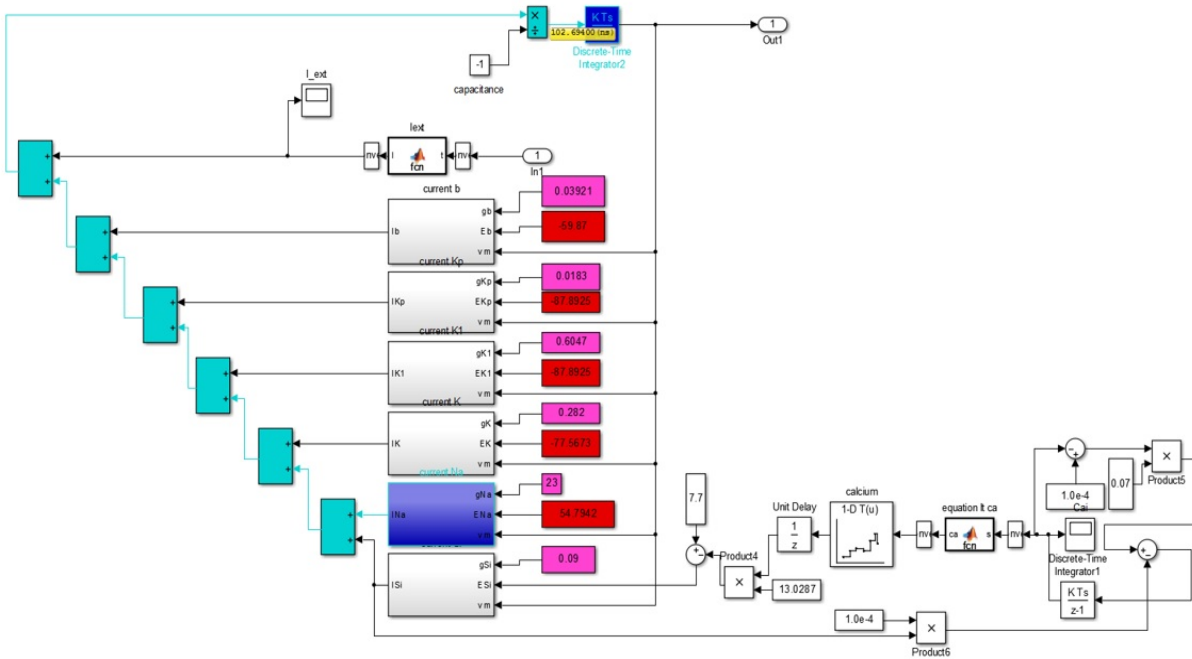 ×
÷
KTs
102.69400(ns)
Discrete-Time
Integrator2
1
Out1
-1
capacitance
I_ext
Iext
nv
I
t
fcn
nv
1
In1
current b
gb
Ib
Eb
vm
0.03921
-59.87
current Kp
gKp
IKp
EKp
vm
0.0183
-87.8925
current K1
gK1
IK1
EK1
vm
0.6047
-87.8925
current K
gK
IK
EK
vm
0.282
-77.5673
current Na
gNa
INa
ENa
vm
23
54.7942
gSi
ISi
ESi
vm
0.09
7.7
Product4
×
13.0287
Unit Delay
1
z
calcium
1-D T(u)
equation It ca
nv
ca
s
fcn
nv
1.0e-4
Cai
0.07
×
Product5
Discrete-Time
Integrator1
KTs
z-1
1.0e-4
×
Product6
+
+
+
+
+
+
+
+
+
+
+
+